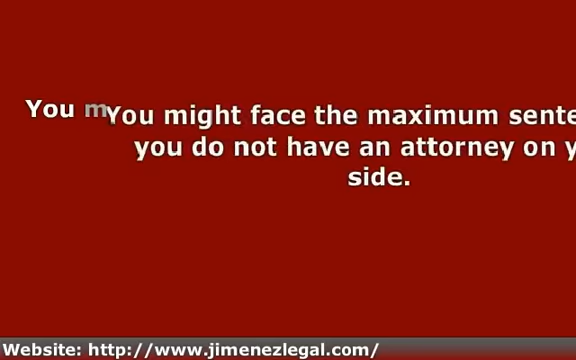 You m
You might face the maximum sente
you do not have an attorney on y
side.
Website: http://www.jimenezlegal.com/